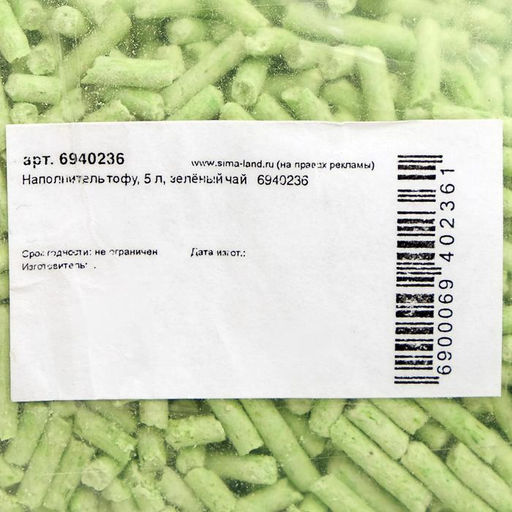 арт. 6940236
www.sima-land.ru (на правах рекламы)
Наполнитель тофу, 5 л, зелёный чай 6940236
Срок годности: не ограничен
Дата изгот.:
Изготовитель: .
6900069402361